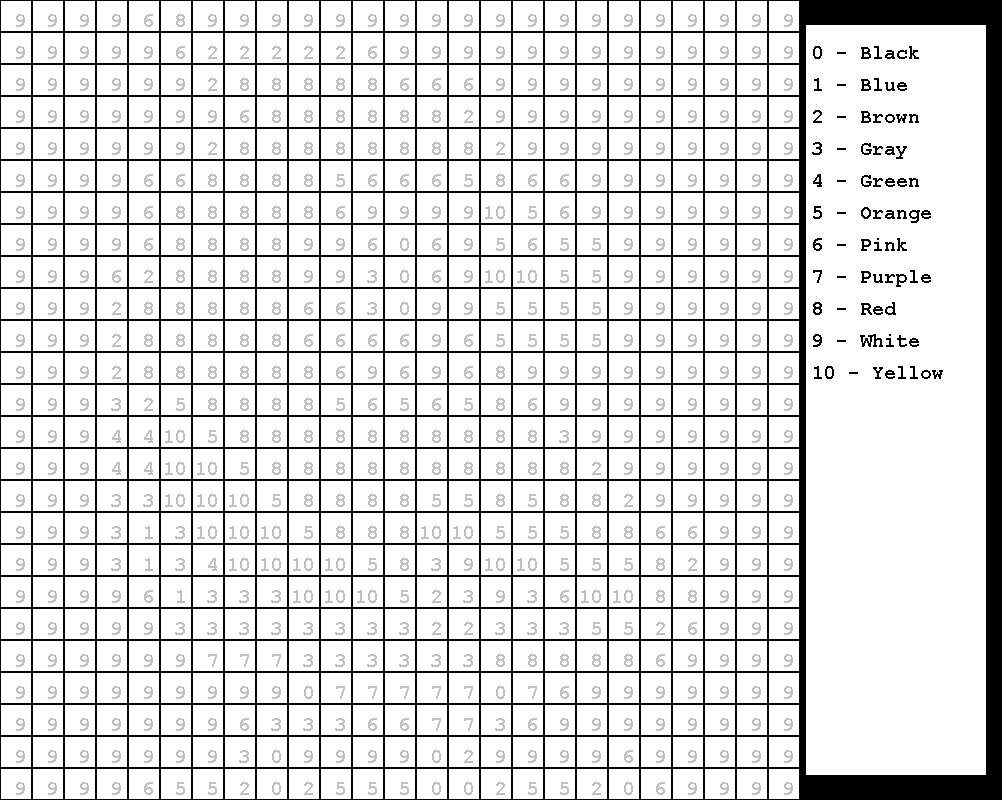 9 9 9 9 6 8 9 9 9 9 9 9 9 9 9 9 9 9 9 9 9 9 9 9 9
9 9 9 9 9 6 2 2 2 2 2 6 9 9 9 9 9 9 9 9 9 9 9 9 9
9 9 9 9 9 9 2 8 8 8 8 8 6 6 6 9 9 9 9 9 9 9 9 9 9
9 9 9 9 9 9 9 6 8 8 8 8 8 8 2 9 9 9 9 9 9 9 9 9 9
9 9 9 9 9 9 2 8 8 8 8 8 8 8 8 2 9 9 9 9 9 9 9 9 9
9 9 9 9 6 6 8 8 8 8 5 6 6 6 5 8 6 6 9 9 9 9 9 9 9
9 9 9 9 6 8 8 8 8 8 6 9 9 9 9 10 5 6 9 9 9 9 9 9 9
9 9 9 9 6 8 8 8 8 9 9 6 0 6 9 5 6 5 5 9 9 9 9 9 9
9 9 9 6 2 8 8 8 8 9 9 3 0 6 9 10 10 5 5 9 9 9 9 9 9
9 9 9 2 8 8 8 8 8 6 6 3 0 9 9 5 5 5 5 9 9 9 9 9 9
9 9 9 2 8 8 8 8 8 6 6 6 6 9 6 5 5 5 5 9 9 9 9 9 9
9 9 9 2 8 8 8 8 8 8 6 9 6 9 6 8 9 9 9 9 9 9 9 9 9
9 9 9 3 2 5 8 8 8 8 5 6 5 6 5 8 6 9 9 9 9 9 9 9 9
9 9 9 4 4 10 5 8 8 8 8 8 8 8 8 8 8 3 9 9 9 9 9 9 9
9 9 9 4 4 10 10 5 8 8 8 8 8 8 8 8 8 8 2 9 9 9 9 9 9
9 9 9 3 3 10 10 10 5 8 8 8 8 5 5 8 5 8 8 2 9 9 9 9 9
9 9 9 3 1 3 10 10 10 5 8 8 8 10 10 5 5 5 8 8 6 6 9 9 9
9 9 9 3 1 3 4 10 10 10 10 5 8 3 9 10 10 5 5 5 8 2 9 9 9
9 9 9 9 6 1 3 3 3 10 10 10 5 2 3 9 3 6 10 10 8 8 9 9 9
9 9 9 9 9 3 3 3 3 3 3 3 3 2 2 3 3 3 5 5 2 6 9 9 9
9 9 9 9 9 9 7 7 7 3 3 3 3 3 3 8 8 8 8 8 6 9 9 9 9
9 9 9 9 9 9 9 9 9 0 7 7 7 7 7 0 7 6 9 9 9 9 9 9 9
9 9 9 9 9 9 9 6 3 3 3 6 6 7 7 3 6 9 9 9 9 9 9 9 9
9 9 9 9 9 9 9 3 0 9 9 9 9 0 2 9 9 9 9 6 9 9 9 9 9
9 9 9 9 6 5 5 2 0 2 5 5 5 0 0 2 5 5 2 0 6 9 9 9 9
0 - Black
1 - Blue
2 - Brown
3 - Gray
4 - Green
5 - Orange
6 - Pink
7 - Purple
8 - Red
9 - White
10 - Yellow